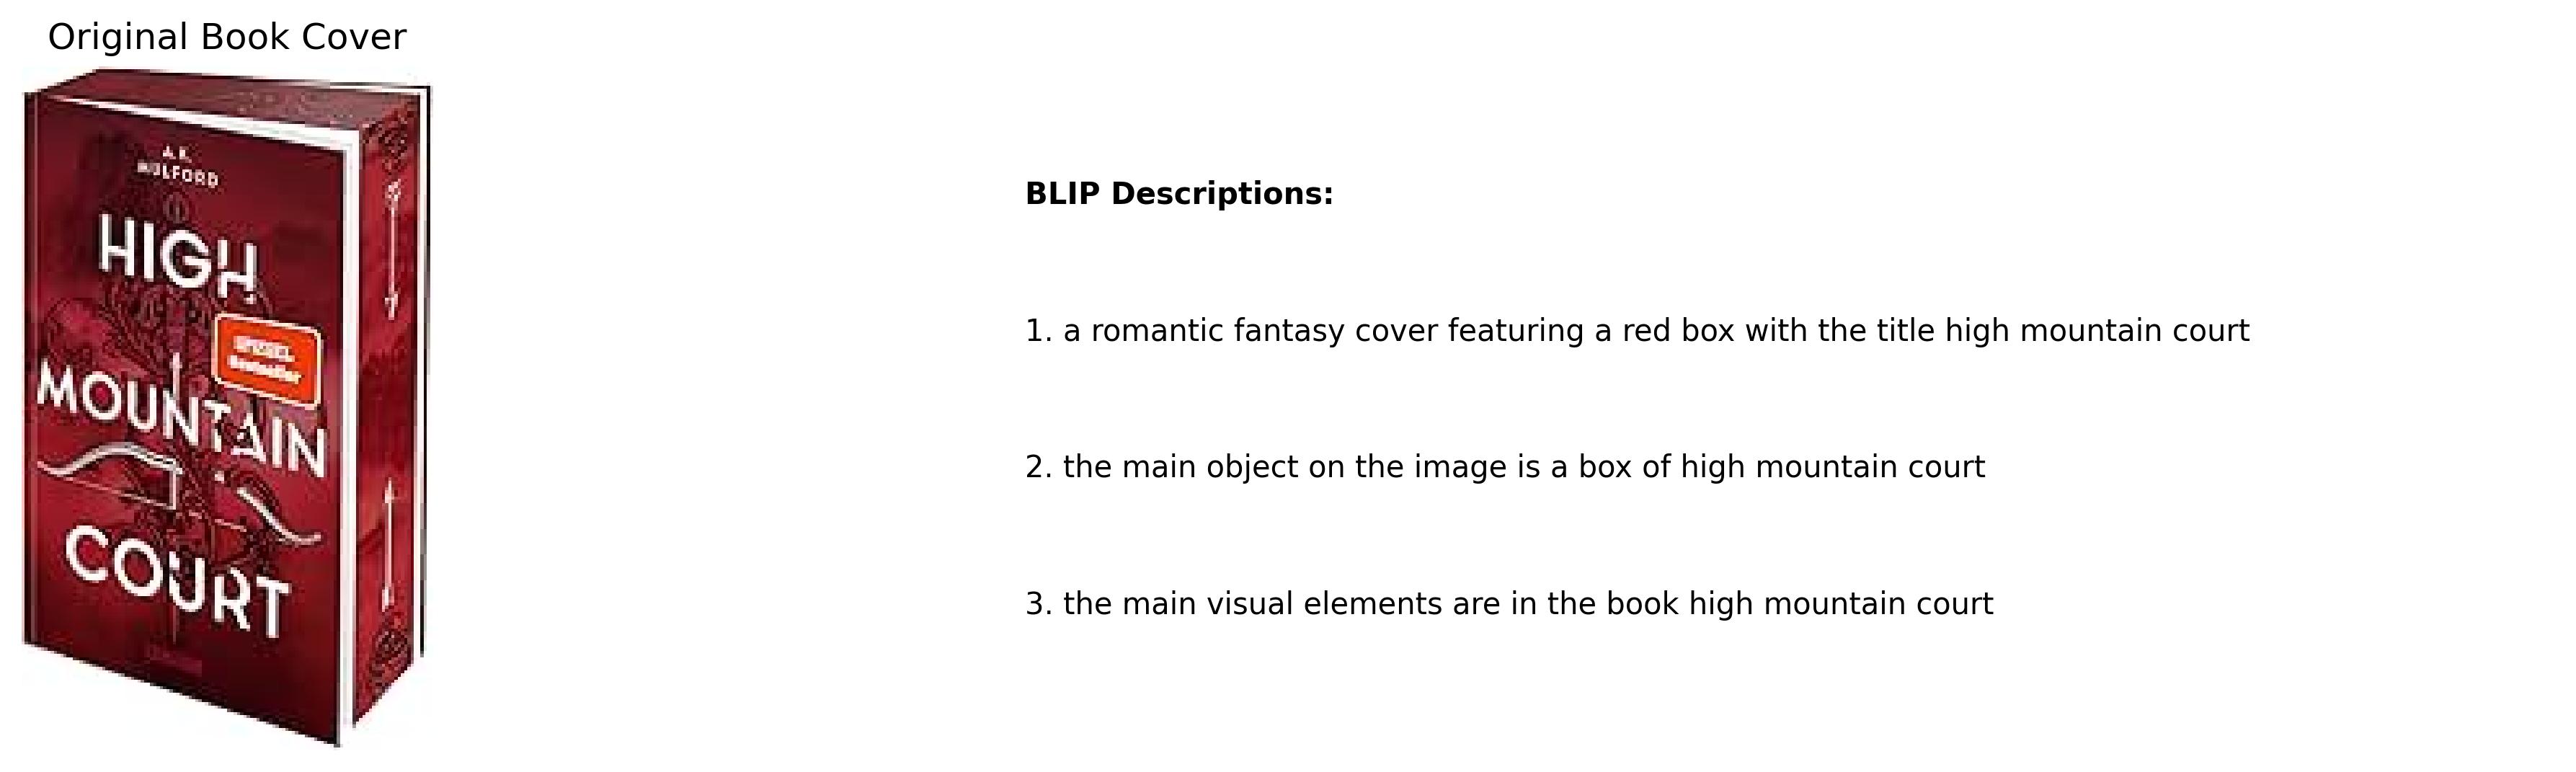 Original Book Cover
A.K.
MULFORD
HIGH
SPIEGEL
Bestseller
MOUNTAIN
COURT
BLIP Descriptions:
1. a romantic fantasy cover featuring a red box with the title high mountain court
2. the main object on the image is a box of high mountain court
3. the main visual elements are in the book high mountain court